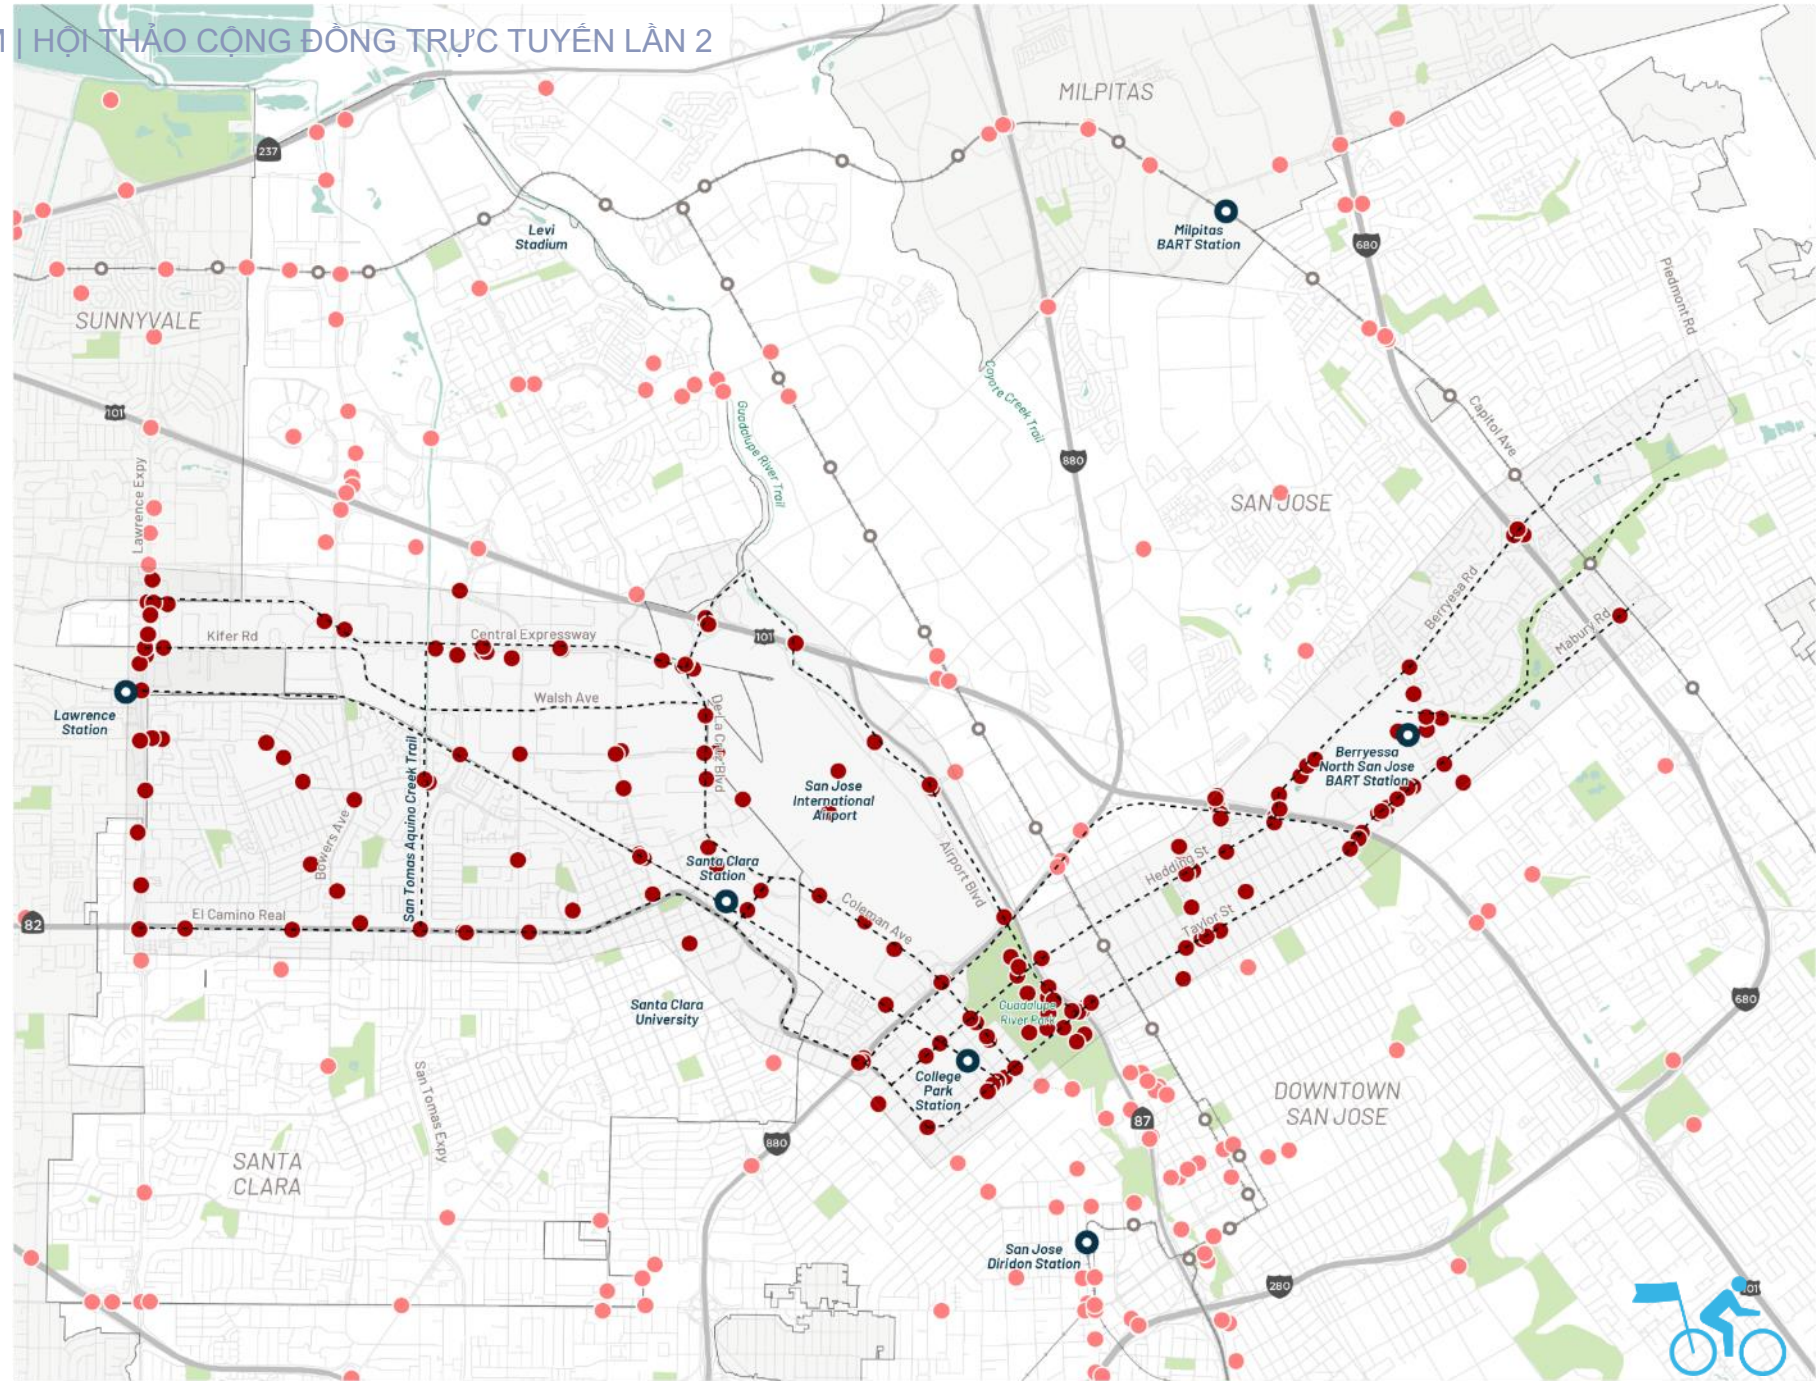 M | HỘI THẢO CỘNG ĐỒNG TRỰC TUYẾN LẦN 2
MILPITAS
237
Levi
Stadium
Milpitas
BART Station
680
Piedmont Rd
SUNNYVALE
Coyote Creek Trail
101
Capitol Ave
Guadalupe River Trail
880
Lawrence Expy
SAN JOSE
Berryesa Rd
Kifer Rd
Central Expressway
101
Mabury Rd
Walsh Ave
De La Cruz Blvd
Lawrence
Station
Berryessa
North San Jose
BART Station
San Tomas Aquino Creek Trail
San Jose
International
Airport
Bowers Ave
Airport Blvd
Hedding St
Santa Clara
Station
El Camino Real
82
Coleman Ave
Taylor St
Santa Clara
University
Guadalupe
River Park
680
College
Park
Station
San Tomas Expy
DOWNTOWN
SAN JOSE
87
880
SANTA
CLARA
San Jose
Diridon Station
280
101